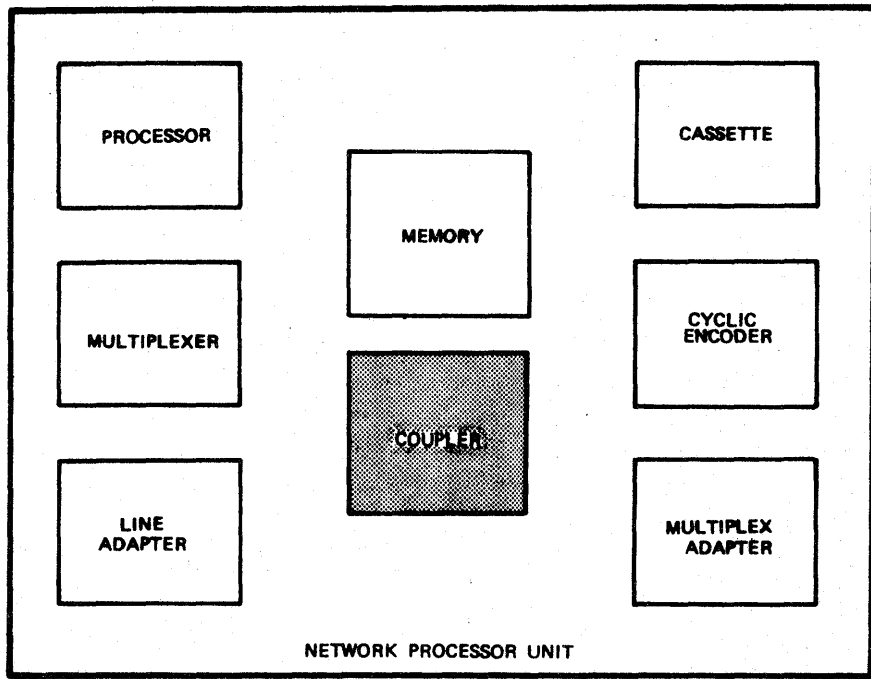 PROCESSOR
CASSETTE
MEMORY
MULTIPLEXER
CYCLIC
ENCODER
COUPLER
LINE
ADAPTER
MULTIPLEX
ADAPTER
NETWORK PROCESSOR UNIT